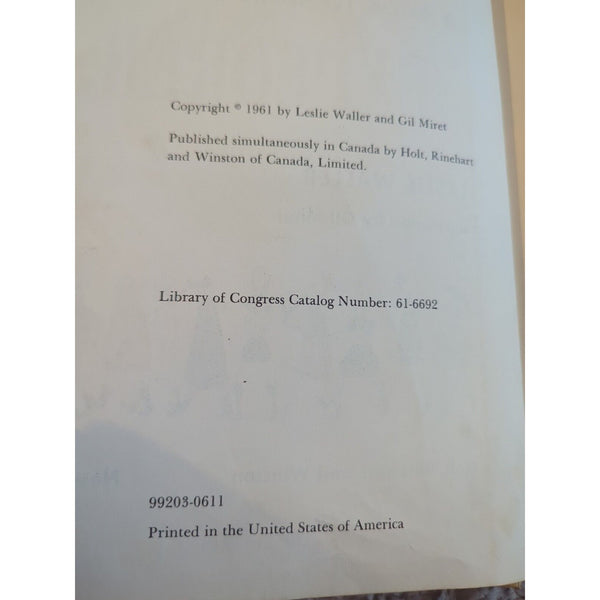 Copyright © 1961 by Leslie Waller and Gil Miret
Published simultaneously in Canada by Holt, Rinehart
and Winston of Canada, Limited.
Library of Congress Catalog Number: 61-6692
99203-0611
Printed in the United States of America